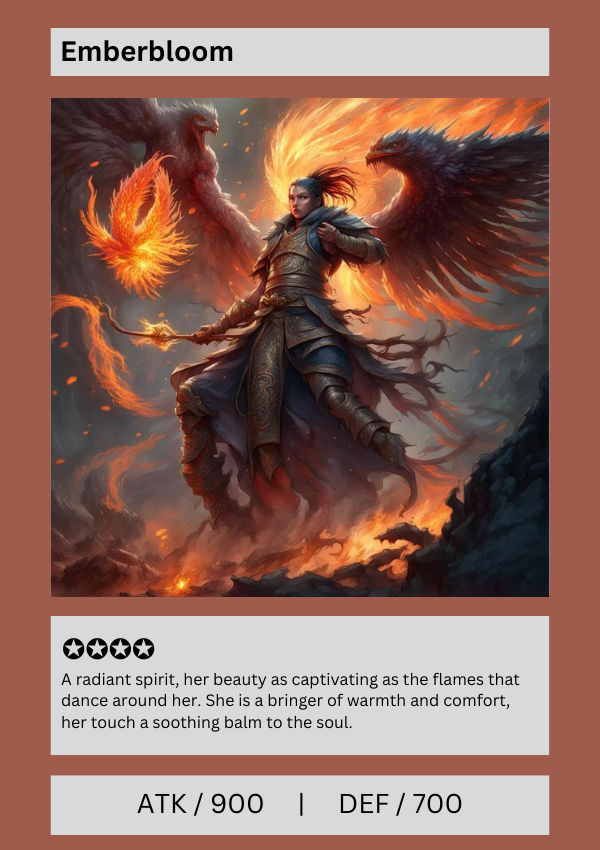 Emberbloom
✪✪✪✪
A radiant spirit, her beauty as captivating as the flames that
dance around her. She is a bringer of warmth and comfort,
her touch a soothing balm to the soul.
ATK / 900 | DEF / 700